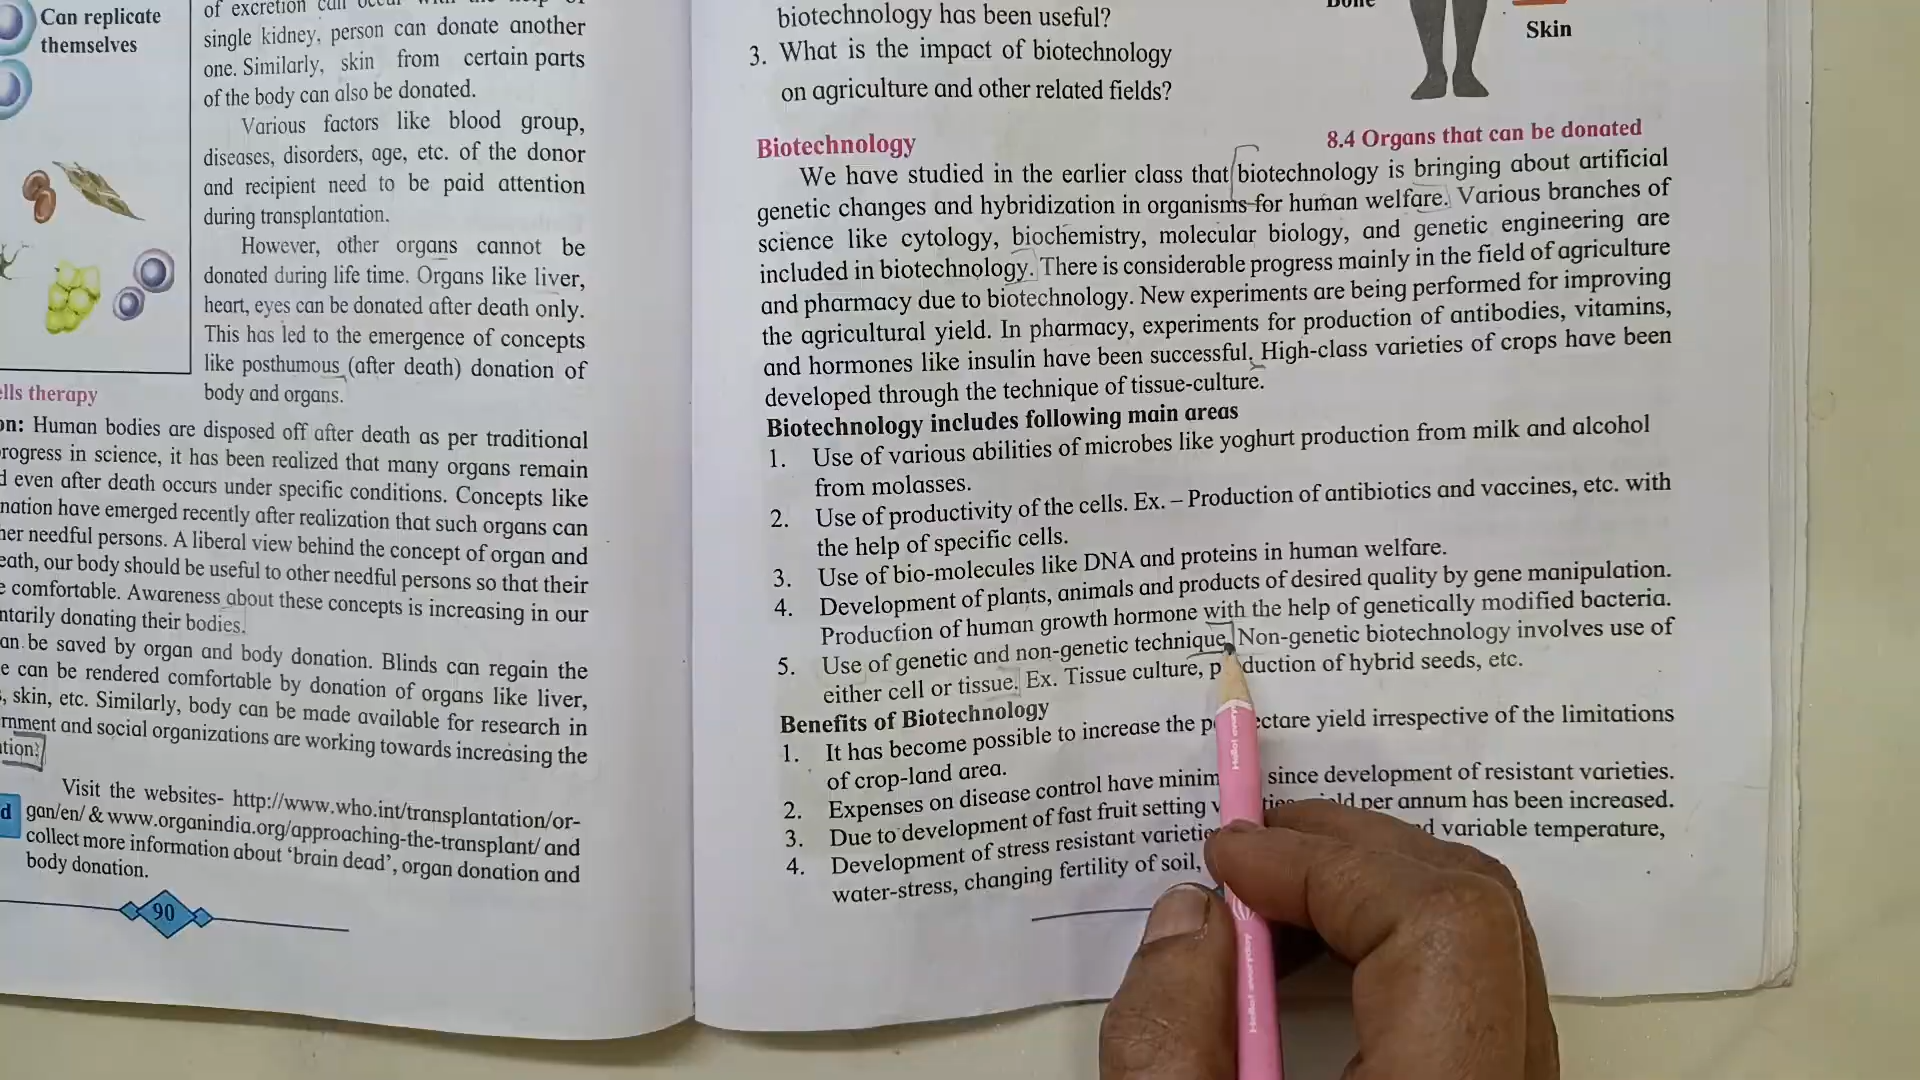 Can replicate
themselves
of excretion can occur with the help of
single kidney, person can donate another
one. Similarly, skin from certain parts
of the body can also be donated.
Various factors like blood group,
diseases, disorders, age, etc. of the donor
and recipient need to be paid attention
during transplantation.
However, other organs cannot be
donated during life time. Organs like liver,
heart, eyes can be donated after death only.
This has led to the emergence of concepts
like posthumous (after death) donation of
body and organs.
ells therapy
on: Human bodies are disposed off after death as per traditional
rogress in science, it has been realized that many organs remain
d even after death occurs under specific conditions. Concepts like
nation have emerged recently after realization that such organs can
her needful persons. A liberal view behind the concept of organ and
eath, our body should be useful to other needful persons so that their
e comfortable. Awareness about these concepts is increasing in our
ntarily donating their bodies.
an be saved by organ and body donation. Blinds can regain the
e can be rendered comfortable by donation of organs like liver,
, skin, etc. Similarly, body can be made available for research in
rnment and social organizations are working towards increasing the
ation.
Visit the websites- http://www.who.int/transplantation/or-
d gan/en/ & www.organindia.org/approaching-the-transplant/ and
collect more information about ‘brain dead’, organ donation and
body donation.
90
biotechnology has been useful?
3. What is the impact of biotechnology
on agriculture and other related fields?
Bone
Skin
8.4 Organs that can be donated
Biotechnology
We have studied in the earlier class that biotechnology is bringing about artificial
genetic changes and hybridization in organisms for human welfare. Various branches of
science like cytology, biochemistry, molecular biology, and genetic engineering are
included in biotechnology. There is considerable progress mainly in the field of agriculture
and pharmacy due to biotechnology. New experiments are being performed for improving
the agricultural yield. In pharmacy, experiments for production of antibodies, vitamins,
and hormones like insulin have been successful. High-class varieties of crops have been
developed through the technique of tissue-culture.
Biotechnology includes following main areas
1. Use of various abilities of microbes like yoghurt production from milk and alcohol
from molasses.
2. Use of productivity of the cells. Ex. – Production of antibiotics and vaccines, etc. with
the help of specific cells.
3. Use of bio-molecules like DNA and proteins in human welfare.
4. Development of plants, animals and products of desired quality by gene manipulation.
Production of human growth hormone with the help of genetically modified bacteria.
5. Use of genetic and non-genetic technique. Non-genetic biotechnology involves use of
either cell or tissue. Ex. Tissue culture, p duction of hybrid seeds, etc.
Benefits of Biotechnology
1. It has become possible to increase the p ctare yield irrespective of the limitations
of crop-land area.
2. Expenses on disease control have minim since development of resistant varieties.
3. Due to development of fast fruit setting v yield per annum has been increased.
4. Development of stress resistant varietie d variable temperature,
water-stress, changing fertility of soil,
Hello! everyday
Hello! everyday